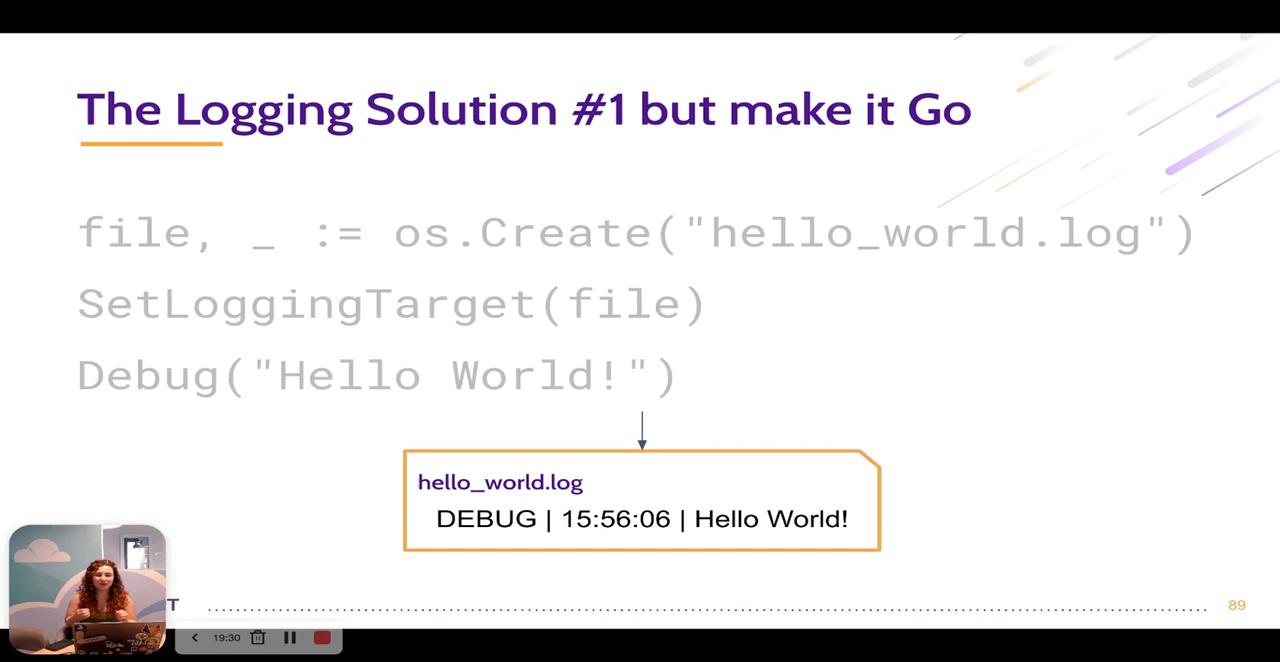 The Logging Solution #1 but make it Go
file, _ := os.Create("hello_world.log")
SetLoggingTarget(file)
Debug("Hello World!")
hello_world.log
DEBUG | 15:56:06 | Hello World!
T
89
19:30